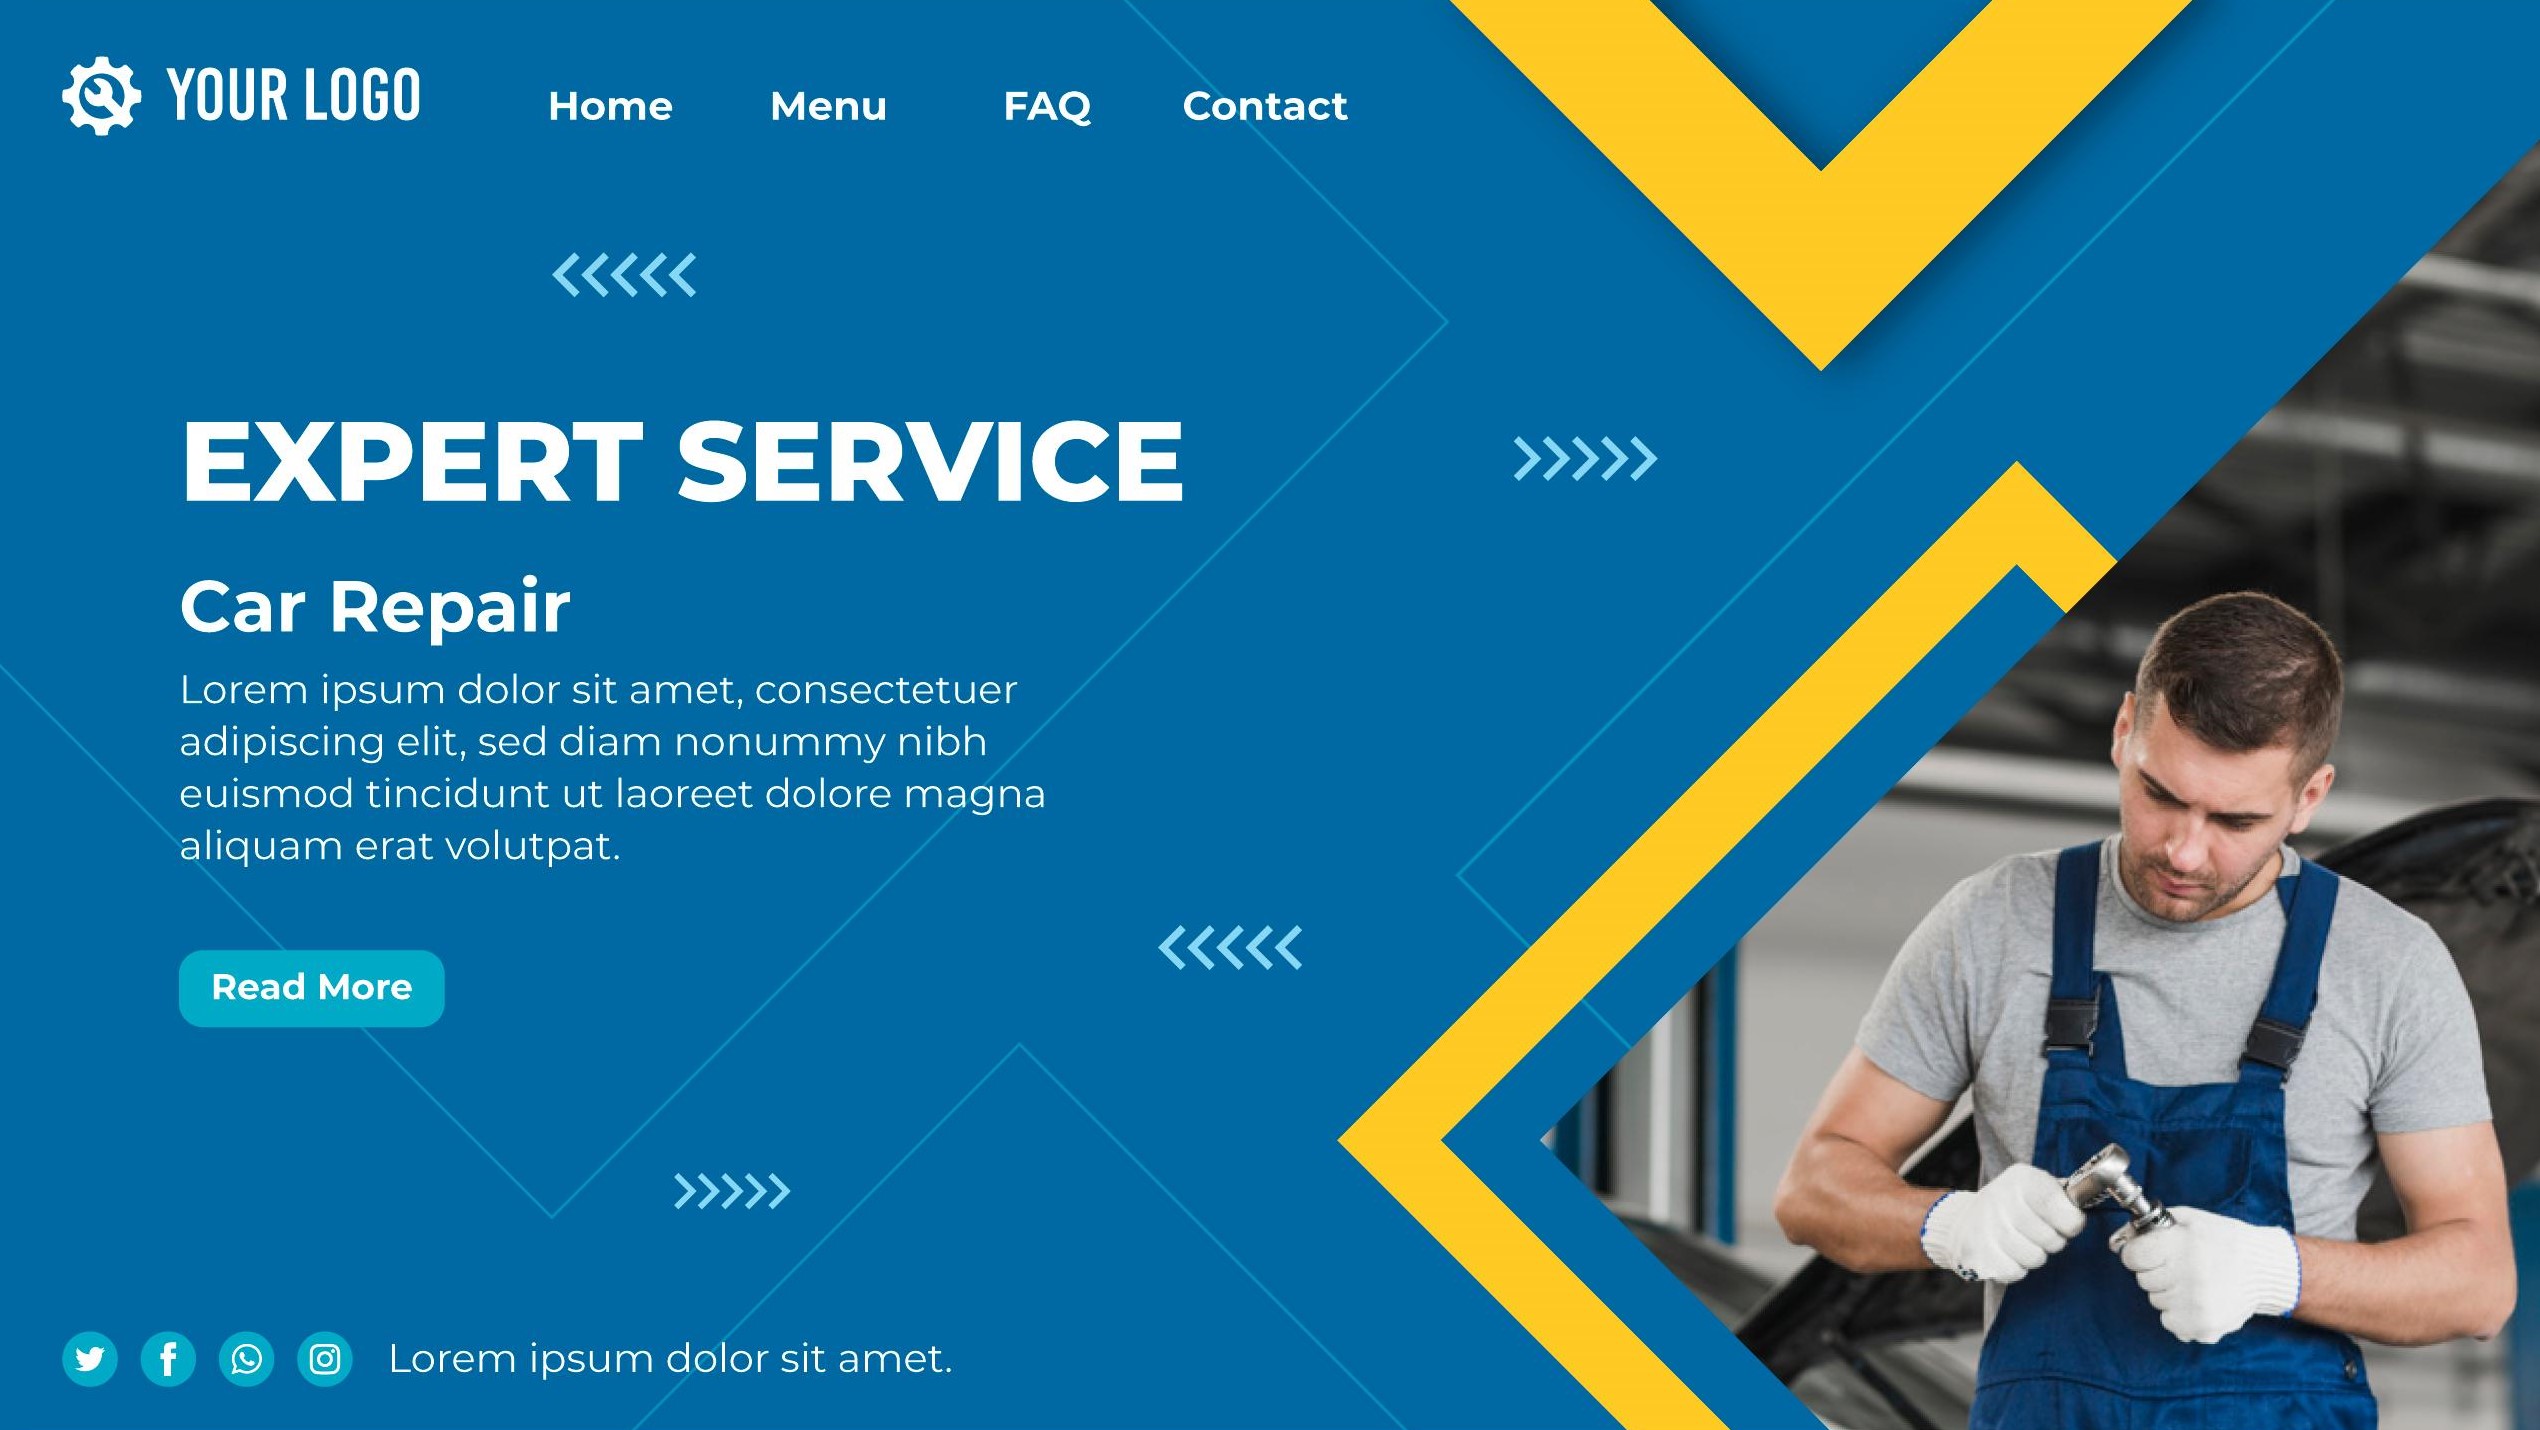 YOUR LOGO
Home
Menu
FAQ
Contact
EXPERT SERVICE
Car Repair
Lorem ipsum dolor sit amet, consectetuer
adipiscing elit, sed diam nonummy nibh
euismod tincidunt ut laoreet dolore magna
aliquam erat volutpat.
Read More
Lorem ipsum dolor sit amet.